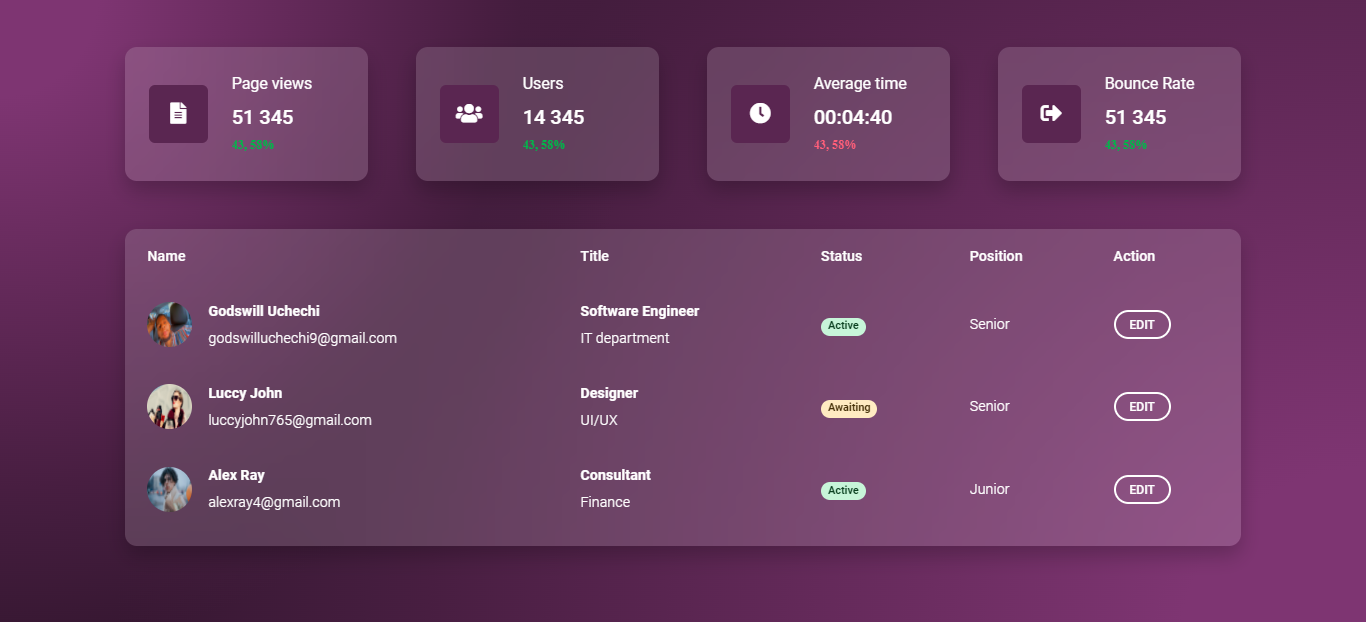 Page views
51 345
43, 58%
Users
14 345
43, 58%
Average time
00:04:40
43, 58%
Bounce Rate
51 345
43, 58%
Name Title Status Position Action
Godswill Uchechi Software Engineer
godswilluchechi9@gmail.com IT department
Active Senior EDIT
Luccy John Designer
luccyjohn765@gmail.com UI/UX
Awaiting Senior EDIT
Alex Ray Consultant
alexray4@gmail.com Finance
Active Junior EDIT